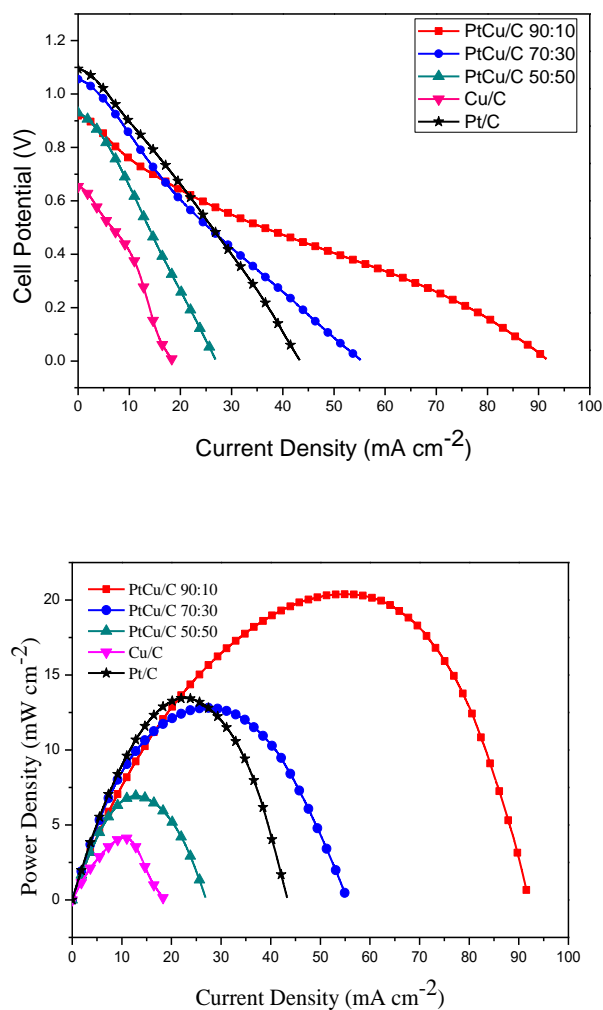 PtCu/C 90:10
PtCu/C 70:30
PtCu/C 50:50
Cu/C
Pt/C
1.2
1.0
0.8
0.6
0.4
0.2
0.0
Cell Potential (V)
0 10 20 30 40 50 60 70 80 90 100
Current Density (mA cm-2)
PtCu/C 90:10
PtCu/C 70:30
PtCu/C 50:50
Cu/C
Pt/C
20
15
10
5
0
Power Density (mW cm-2)
0 10 20 30 40 50 60 70 80 90 100
Current Density (mA cm-2)